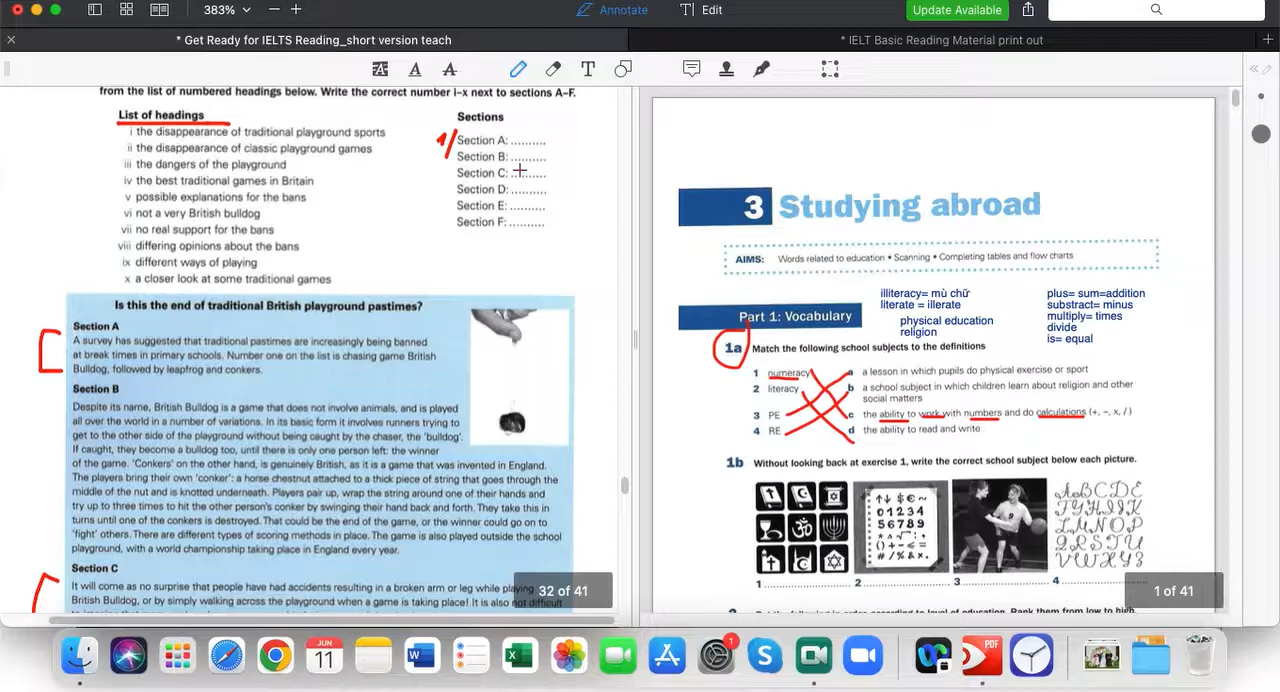 383%
Annotate
Edit
Update Available
* Get Ready for IELTS Reading_short version teach
* IELT Basic Reading Material print out
from the list of numbered headings below. Write the correct number i–x next to sections A–F.
List of headings
i the disappearance of traditional playground sports
ii the disappearance of classic playground games
iii the dangers of the playground
iv the best traditional games in Britain
v possible explanations for the bans
vi not a very British bulldog
vii no real support for the bans
viii differing opinions about the bans
ix different ways of playing
x a closer look at some traditional games
Sections
Section A: ..........
Section B: ..........
Section C: ..........
Section D: ..........
Section E: ..........
Section F: ..........
Is this the end of traditional British playground pastimes?
Section A
A survey has suggested that traditional pastimes are increasingly being banned
at break times in primary schools. Number one on the list is chasing game British
Bulldog, followed by leapfrog and conkers.
Section B
Despite its name, British Bulldog is a game that does not involve animals, and is played
all over the world in a number of variations. In its basic form it involves runners trying to
get to the other side of the playground without being caught by the chaser, the 'bulldog'.
If caught, they become a bulldog too, until there is only one person left: the winner
of the game. 'Conkers' on the other hand, is genuinely British, as it is a game that was invented in England.
The players bring their own 'conker': a horse chestnut attached to a thick piece of string that goes through the
middle of the nut and is knotted underneath. Players pair up, wrap the string around one of their hands and
try up to three times to hit the other person's conker by swinging their hand back and forth. They take this in
turns until one of the conkers is destroyed. That could be the end of the game, or the winner could go on to
'fight' others. There are different types of scoring methods in place. The game is also played outside the school
playground, with a world championship taking place in England every year.
Section C
It will come as no surprise that people have had accidents resulting in a broken arm or leg while playing
British Bulldog, or by simply walking across the playground when a game is taking place! It is also not difficult
32 of 41
3 Studying abroad
AIMS: Words related to education • Scanning • Completing tables and flow charts
Part 1: Vocabulary
illiteracy= mù chữ
literate = illerate
physical education
religion
plus= sum=addition
substract= minus
multiply= times
divide
is= equal
1a Match the following school subjects to the definitions
1 numeracy
2 literacy
3 PE
4 RE
a a lesson in which pupils do physical exercise or sport
b a school subject in which children learn about religion and other
social matters
c the ability to work with numbers and do calculations (+, –, x, /)
d the ability to read and write
1b Without looking back at exercise 1, write the correct school subject below each picture.
1
2
3
4
1 of 41
JUN
11
1
PDF